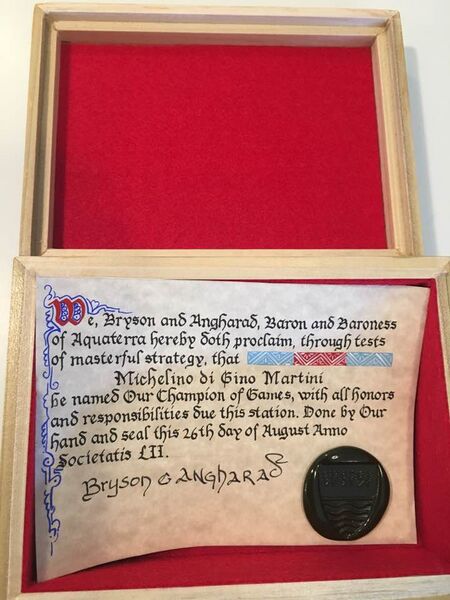 We, Bryson and Angharad, Baron and Baroness
of Aquaterra hereby doth proclaim, through tests
of masterful strategy, that
Michelino di Gino Martini
be named Our Champion of Games, with all honors
and responsibilities due this station. Done by Our
hand and seal this 26th day of August Anno
Societatis LII.
Bryson & Angharad